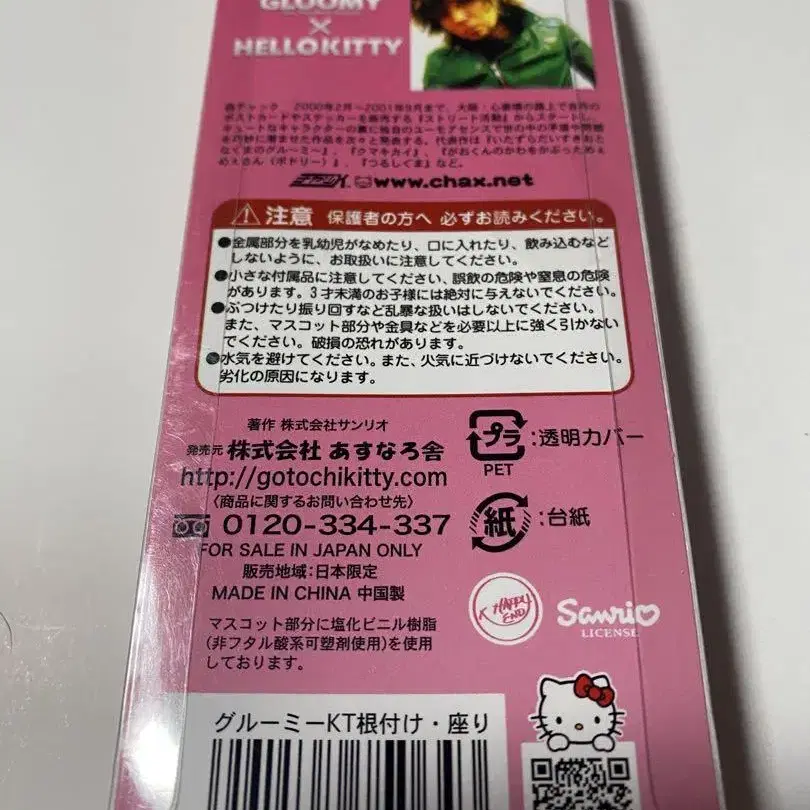 GLOOMY
×
HELLOKITTY
森チャック 2000年2月〜2001年9月まで、大阪・心斎橋の路上で自作の
ポストカードやステッカーを販売する『ストリート活動』からスタートし、
キュートなキャラクターの裏に独自のユーモアセンスで世の中の矛盾や問題
を巧妙に潜ませた作品を次々と発表する。代表作は『いたずらだいすきおと
なくまのグルーミー』、『クマキカイ』、『がおくんのかわをかぶっためぇ
めぇさん(ボドリー)』、『つるしぐま』など。
www.chax.net
注意 保護者の方へ 必ずお読みください。
●金属部分を乳幼児がなめたり、口に入れたり、飲み込むなど
しないように、お取扱いに注意してください。
●小さな付属品に注意してください、誤飲の危険や窒息の危険
があります。3才未満のお子様には絶対に与えないでください。
●ぶつけたり振り回すなど乱暴な扱いはしないでください。
また、マスコット部分や金具などを必要以上に強く引かない
でください。破損の恐れがあります。
●水気を避けてください。また、火気に近づけないでください。
劣化の原因になります。
著作 株式会社サンリオ
発売元 株式会社 あすなろ舎
http://gotochikitty.com
〈商品に関するお問い合わせ先〉
0120-334-337
FOR SALE IN JAPAN ONLY
販売地域:日本限定
MADE IN CHINA 中国製
マスコット部分に塩化ビニル樹脂
(非フタル酸系可塑剤使用)を使用
しております。
プラ :透明カバー
PET
紙 :台紙
K HAPPY END
Sanrio
LICENSE
グルーミーKT根付け・座り